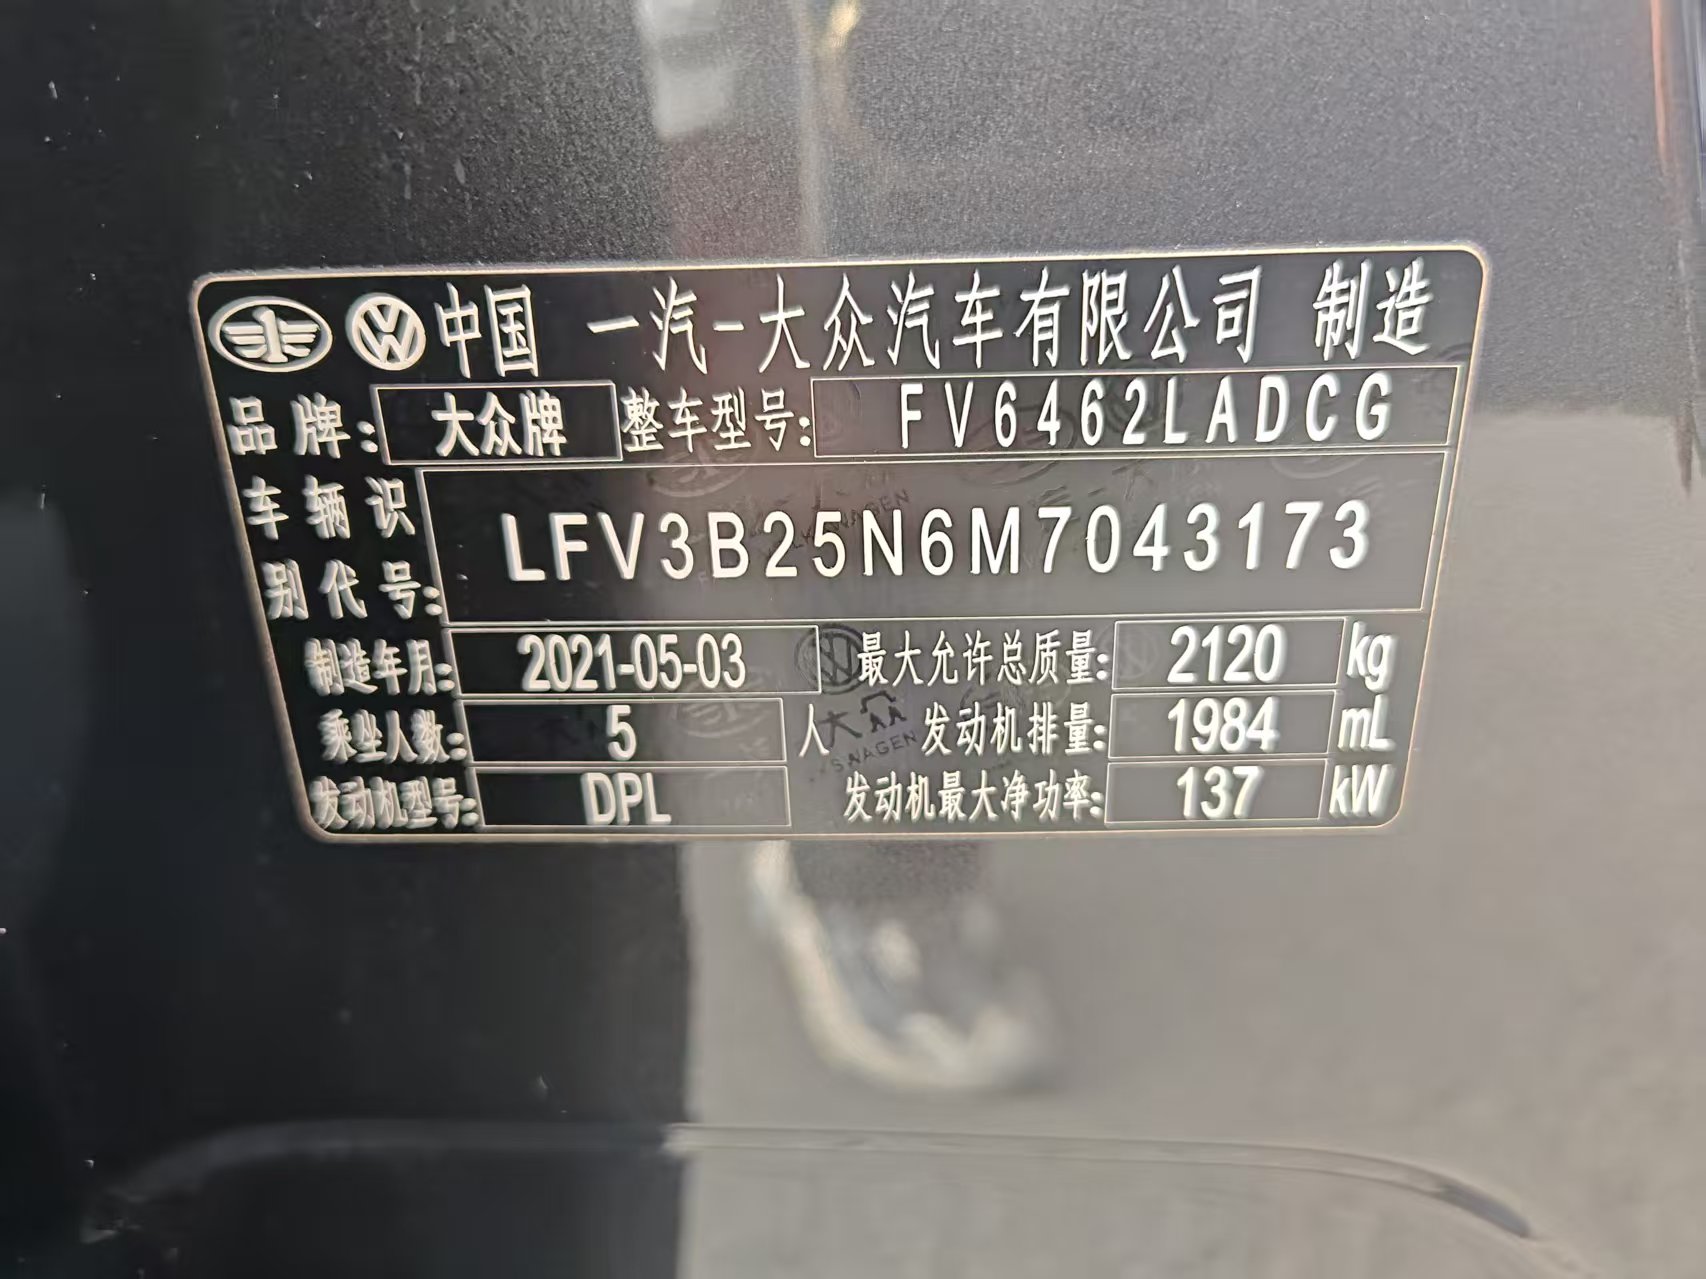 中国 一汽-大众汽车有限公司 制造
品牌: 大众牌 整车型号: FV6462LADCG
车辆识
别代号: LFV3B25N6M7043173
制造年月: 2021-05-03 最大允许总质量: 2120 kg
乘坐人数: 5 人 发动机排量: 1984 mL
发动机型号: DPL 发动机最大净功率: 137 kW